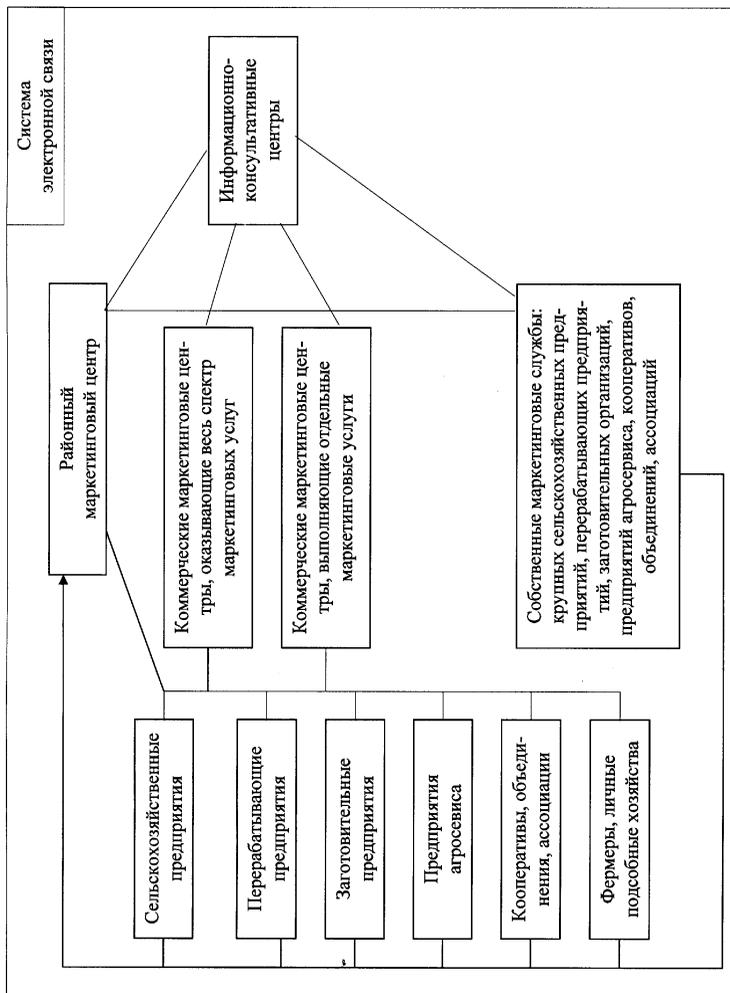 Система
электронной связи
Информационно-
консультативные
центры
Районный
маркетинговый центр
Коммерческие маркетинговые цен-
тры, оказывающие весь спектр
маркетинговых услуг
Коммерческие маркетинговые цен-
тры, выполняющие отдельные
маркетинговые услуги
Собственные маркетинговые службы:
крупных сельскохозяйственных пред-
приятий, перерабатывающих предприя-
тий, заготовительных организаций,
предприятий агросервиса, кооперативов,
объединений, ассоциаций
Сельскохозяйственные
предприятия
Перерабатывающие
предприятия
Заготовительные
предприятия
Предприятия
агросевиса
Кооперативы, объеди-
нения, ассоциации
Фермеры, личные
подсобные хозяйства